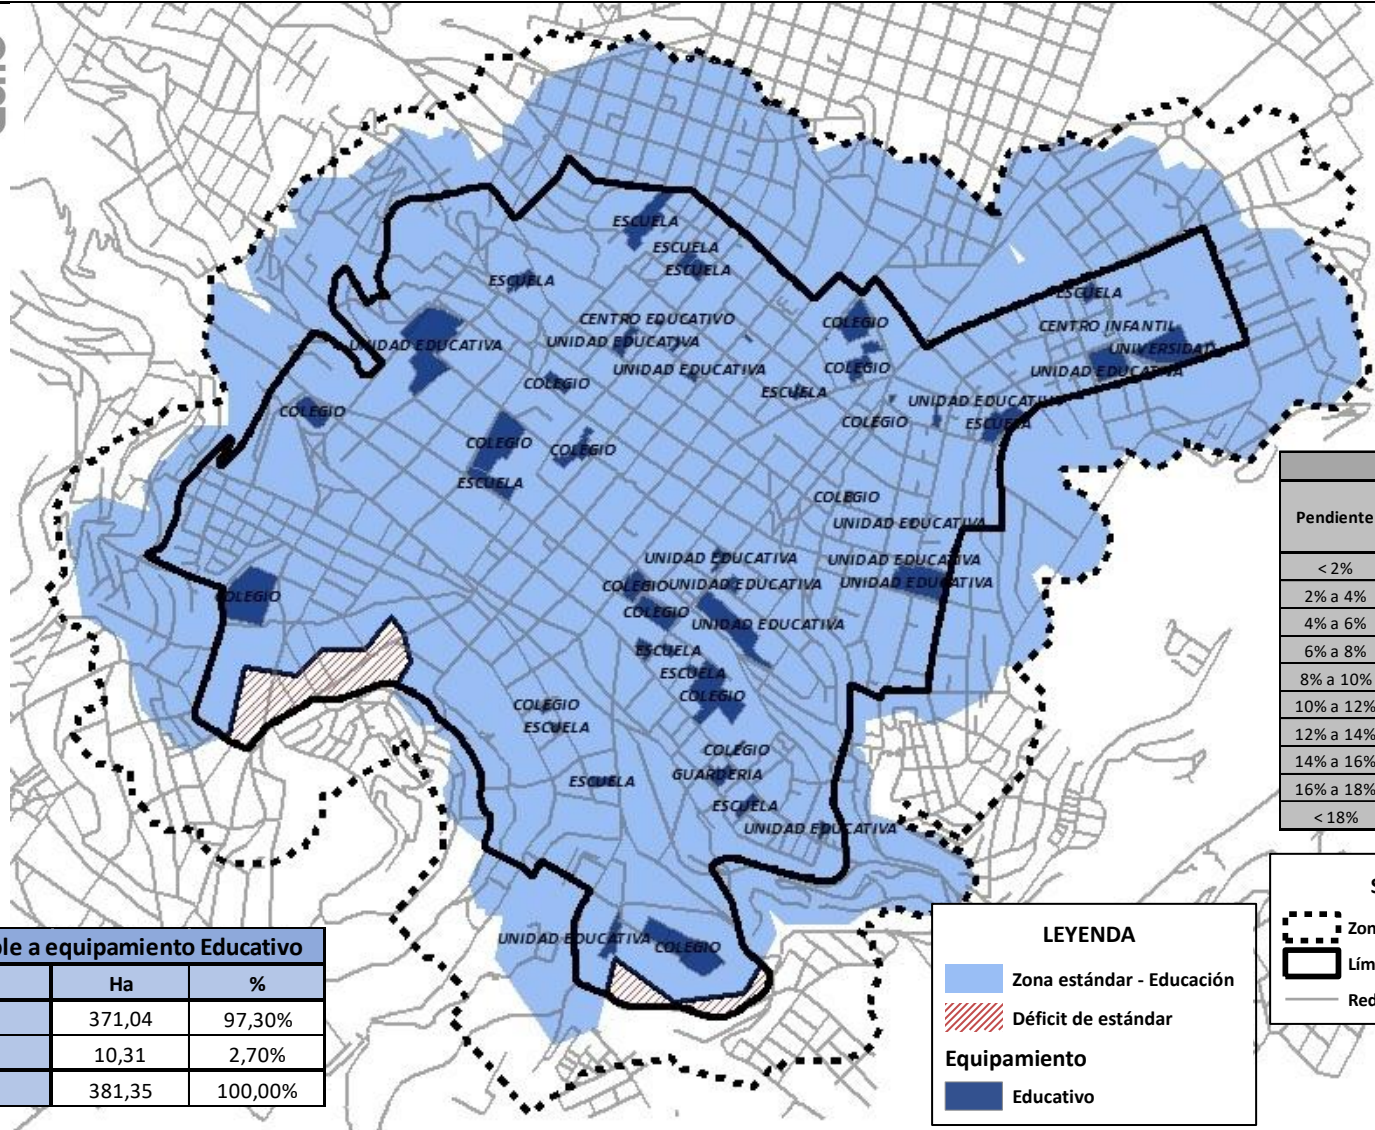 ESCUELA
ESCUELA
ESCUELA
ESCUELA
ESCUELA
CENTRO EDUCATIVO
COLEGIO
CENTRO INFANTIL
UNIDAD EDUCATIVA
UNIDAD EDUCATIVA
UNIVERSIDAD
UNIDAD EDUCATIVA
COLEGIO
UNIDAD EDUCATIVA
COLEGIO
ESCUELA
UNIDAD EDUCATIVA
COLEGIO
COLEGIO
ESCUELA
COLEGIO
COLEGIO
ESCUELA
COLEGIO
UNIDAD EDUCATIVA
UNIDAD EDUCATIVA
UNIDAD EDUCATIVA
COLEGIO
UNIDAD EDUCATIVA
UNIDAD EDUCATIVA
COLEGIO
COLEGIO
UNIDAD EDUCATIVA
ESCUELA
ESCUELA
COLEGIO
COLEGIO
ESCUELA
COLEGIO
GUARDERIA
ESCUELA
ESCUELA
UNIDAD EDUCATIVA
UNIDAD EDUCATIVA
COLEGIO
Pendiente
< 2%
2% a 4%
4% a 6%
6% a 8%
8% a 10%
10% a 12%
12% a 14%
14% a 16%
16% a 18%
< 18%
a equipamiento Educativo
Ha %
371,04 97,30%
10,31 2,70%
381,35 100,00%
LEYENDA
Zona estándar - Educación
Déficit de estándar
Equipamiento
Educativo
Zon
Lím
Red